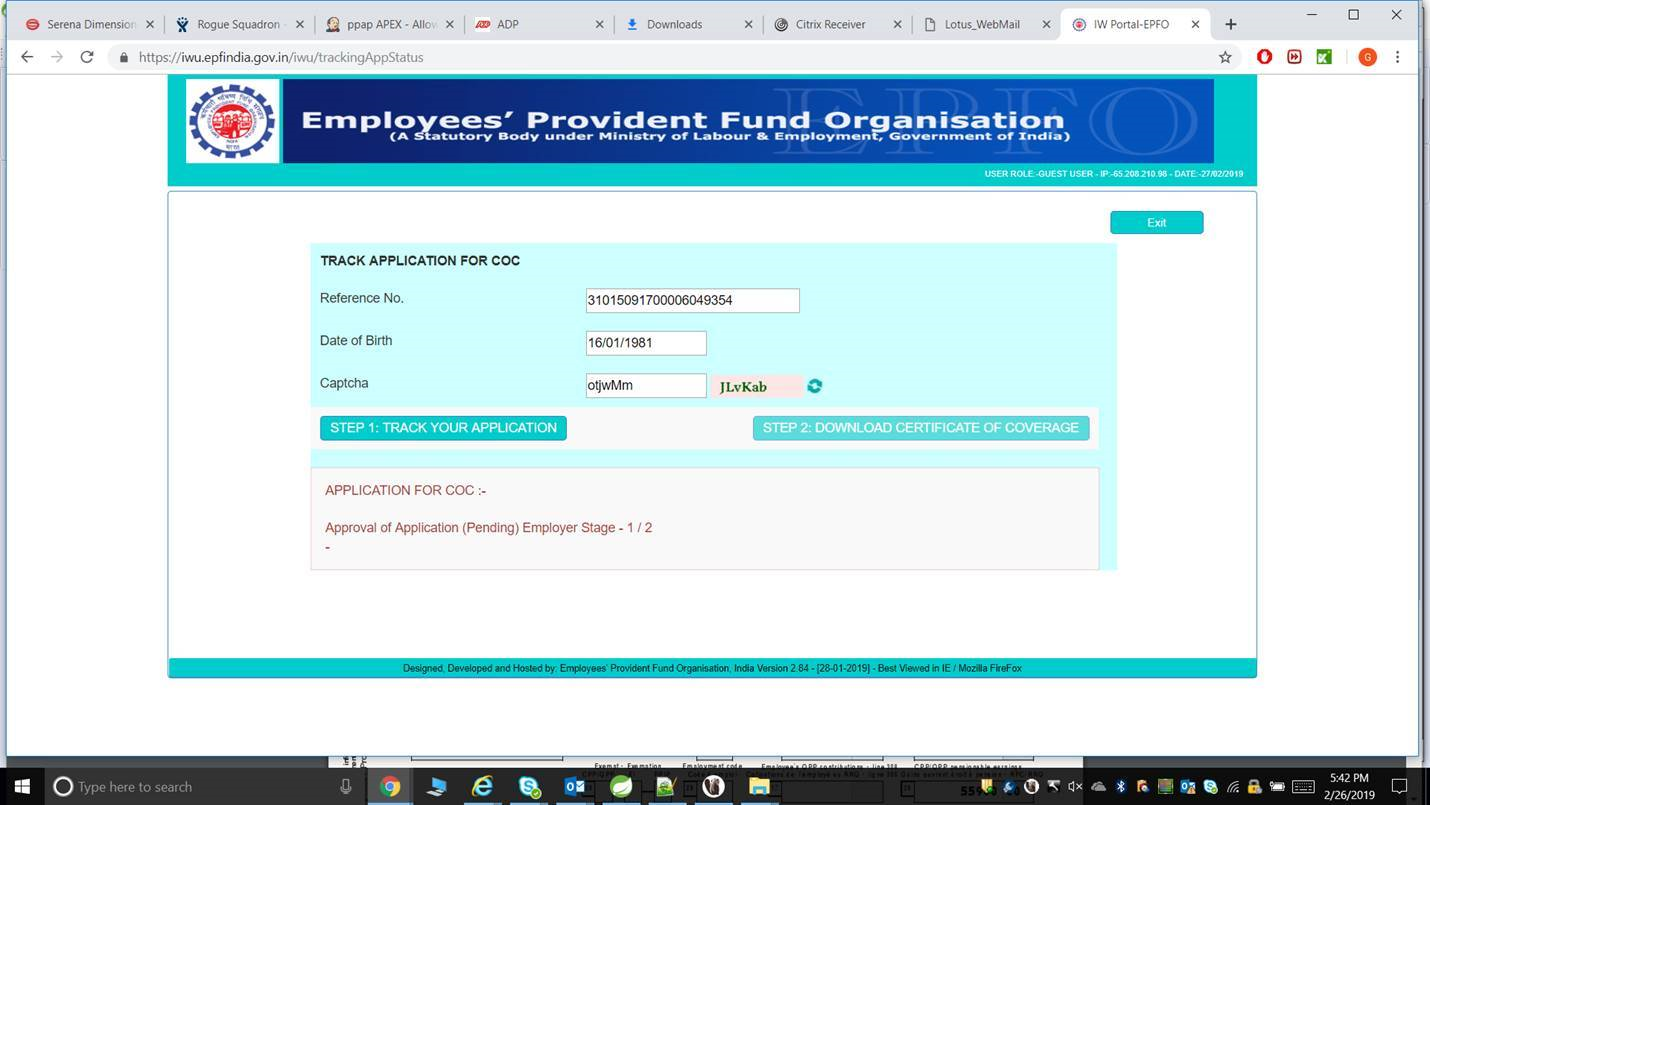 Serena Dimension
Rogue Squadron -
ppap APEX - Allow
ADP
ADP
Downloads
Citrix Receiver
Lotus_WebMail
IW Portal-EPFO
https://iwu.epfindia.gov.in/iwu/trackingAppStatus
G
EPFO
Employees' Provident Fund Organisation
(A Statutory Body under Ministry of Labour & Employment, Government of India)
USER ROLE:-GUEST USER - IP:-65.208.210.98 - DATE:-27/02/2019
Exit
TRACK APPLICATION FOR COC
Reference No.
31015091700006049354
Date of Birth
16/01/1981
Captcha
otjwMm
JLvKab
STEP 1: TRACK YOUR APPLICATION
STEP 2: DOWNLOAD CERTIFICATE OF COVERAGE
APPLICATION FOR COC :-
Approval of Application (Pending) Employer Stage - 1 / 2
-
Designed, Developed and Hosted by: Employees' Provident Fund Organisation, India Version 2.84 - [28-01-2019] - Best Viewed in IE / Mozilla FireFox
Exempt - Exemption
Employment code
Type here to search
5:42 PM
2/26/2019